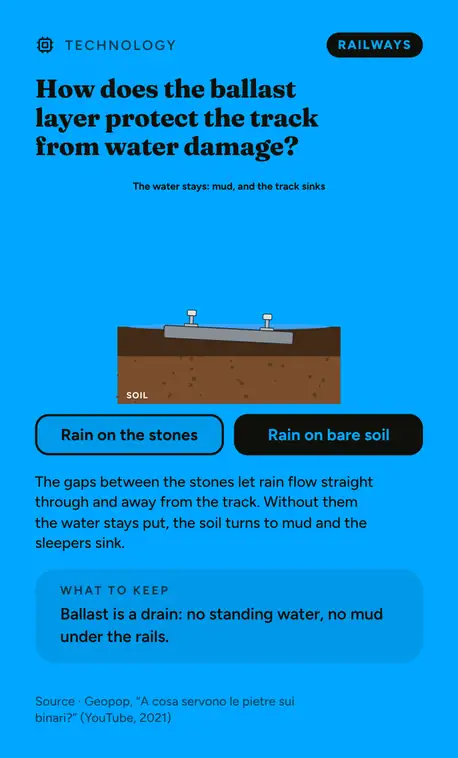 TECHNOLOGY
RAILWAYS
How does the ballast
layer protect the track
from water damage?
The water stays: mud, and the track sinks
SOIL
Rain on the stones
Rain on bare soil
The gaps between the stones let rain flow straight
through and away from the track. Without them
the water stays put, the soil turns to mud and the
sleepers sink.
WHAT TO KEEP
Ballast is a drain: no standing water, no mud
under the rails.
Source · Geopop, “A cosa servono le pietre sui
binari?” (YouTube, 2021)